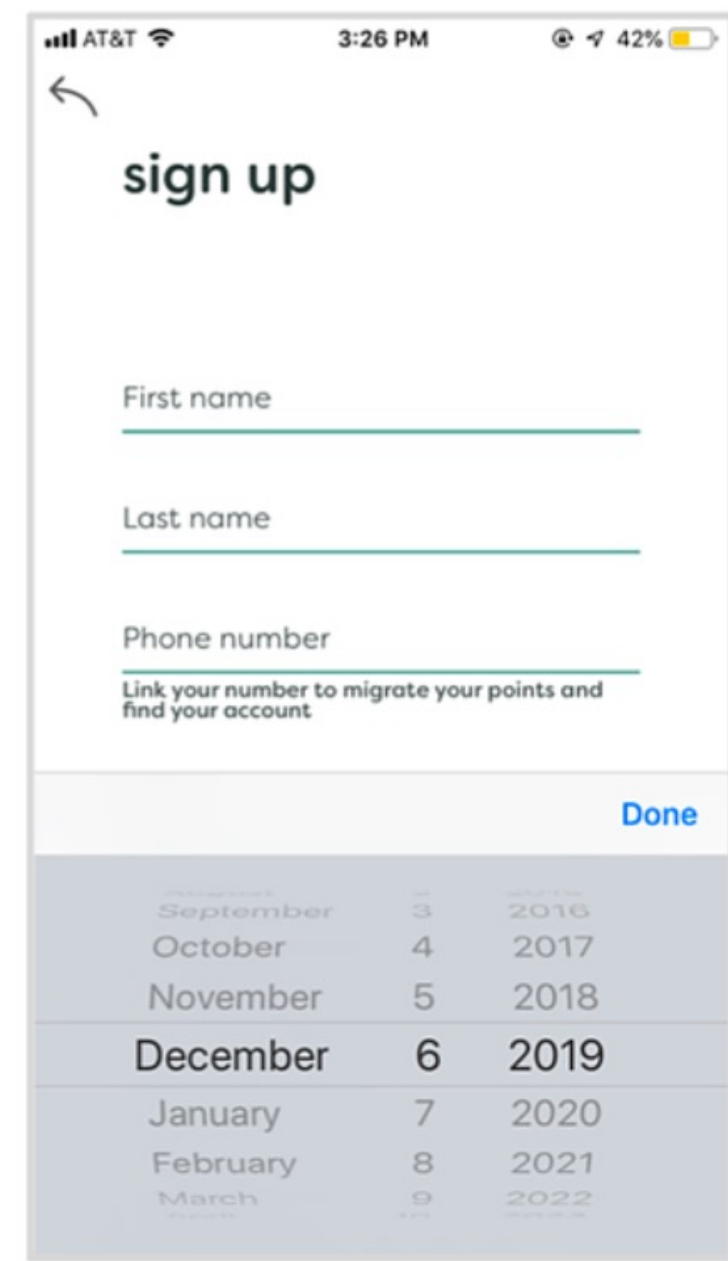 AT&T 3:26 PM 42%
sign up
First name
Last name
Phone number
Link your number to migrate your points and
find your account
Done
September 3 2016
October 4 2017
November 5 2018
December 6 2019
January 7 2020
February 8 2021
March 9 2022